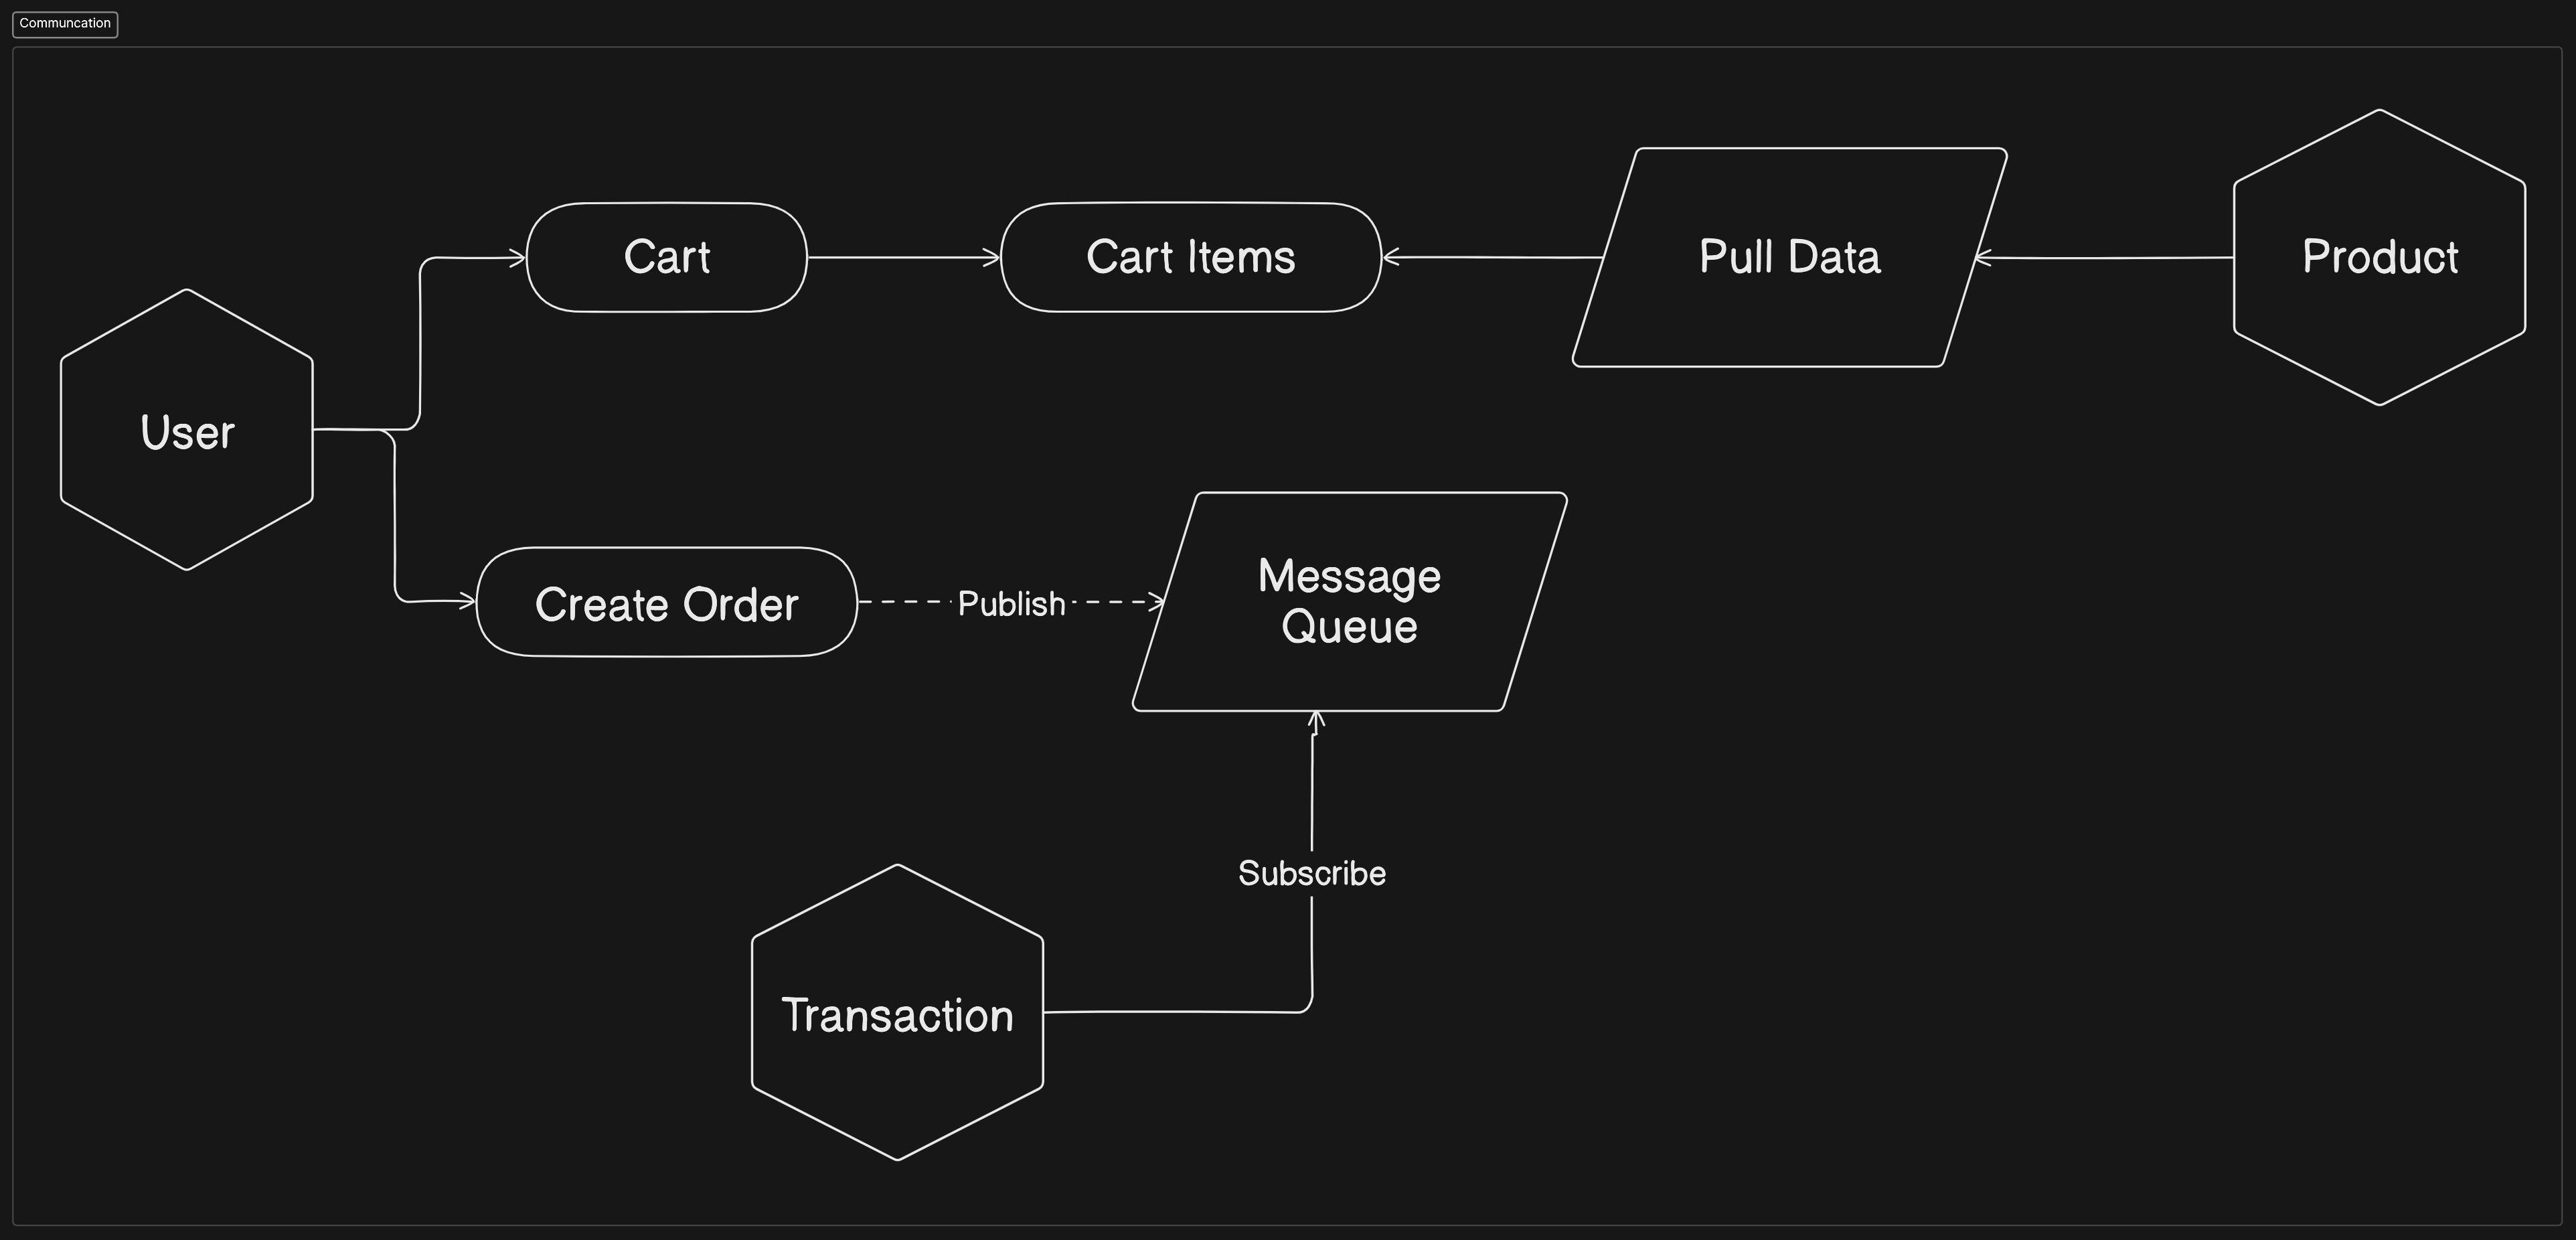 Communcation
Cart
Cart Items
Pull Data
Product
User
Create Order
Publish
Message
Queue
Subscribe
Transaction